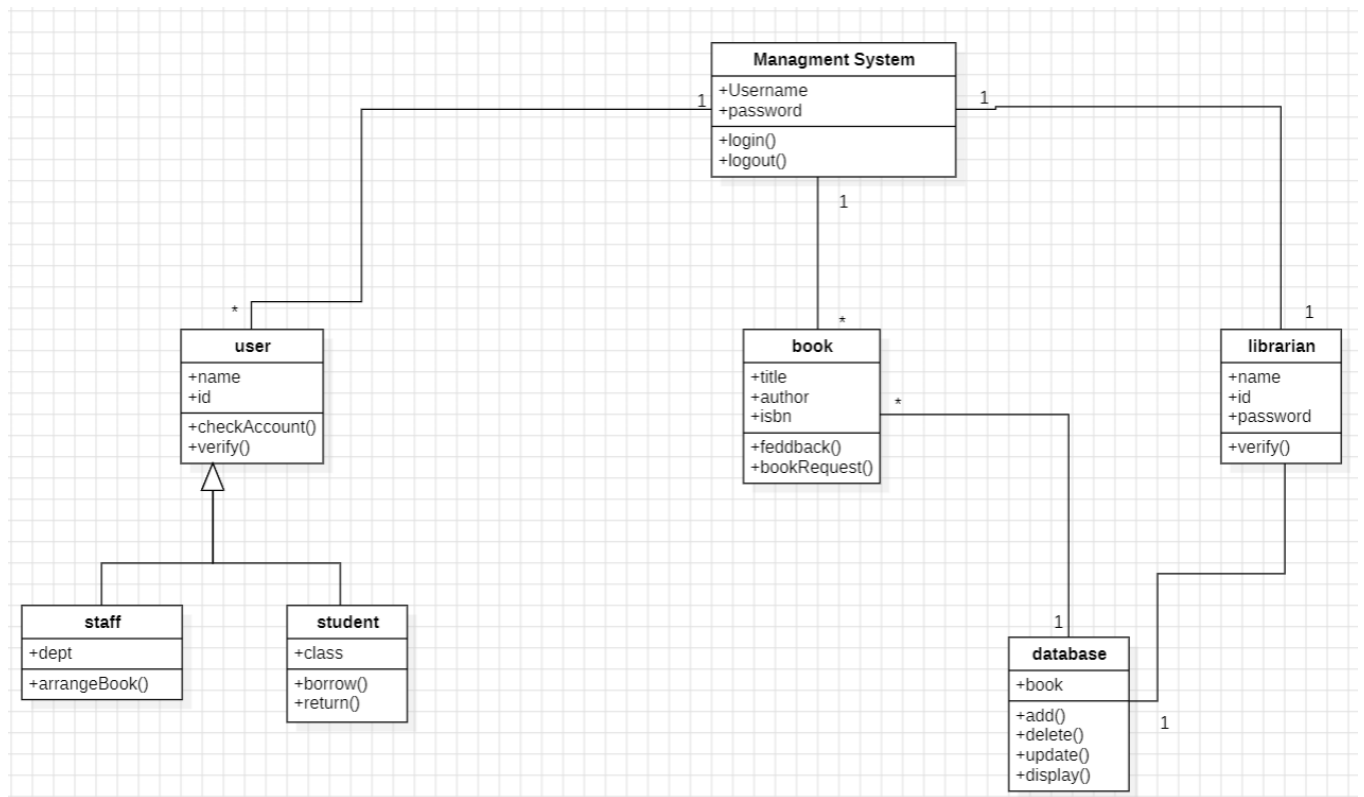 Managment System
+Username
+password
+login()
+logout()
1
1
1
*
*
1
user
+name
+id
+checkAccount()
+verify()
book
+title
+author
+isbn
+feddback()
+bookRequest()
*
librarian
+name
+id
+password
+verify()
staff
+dept
+arrangeBook()
student
+class
+borrow()
+return()
1
database
+book
+add()
+delete()
+update()
+display()
1